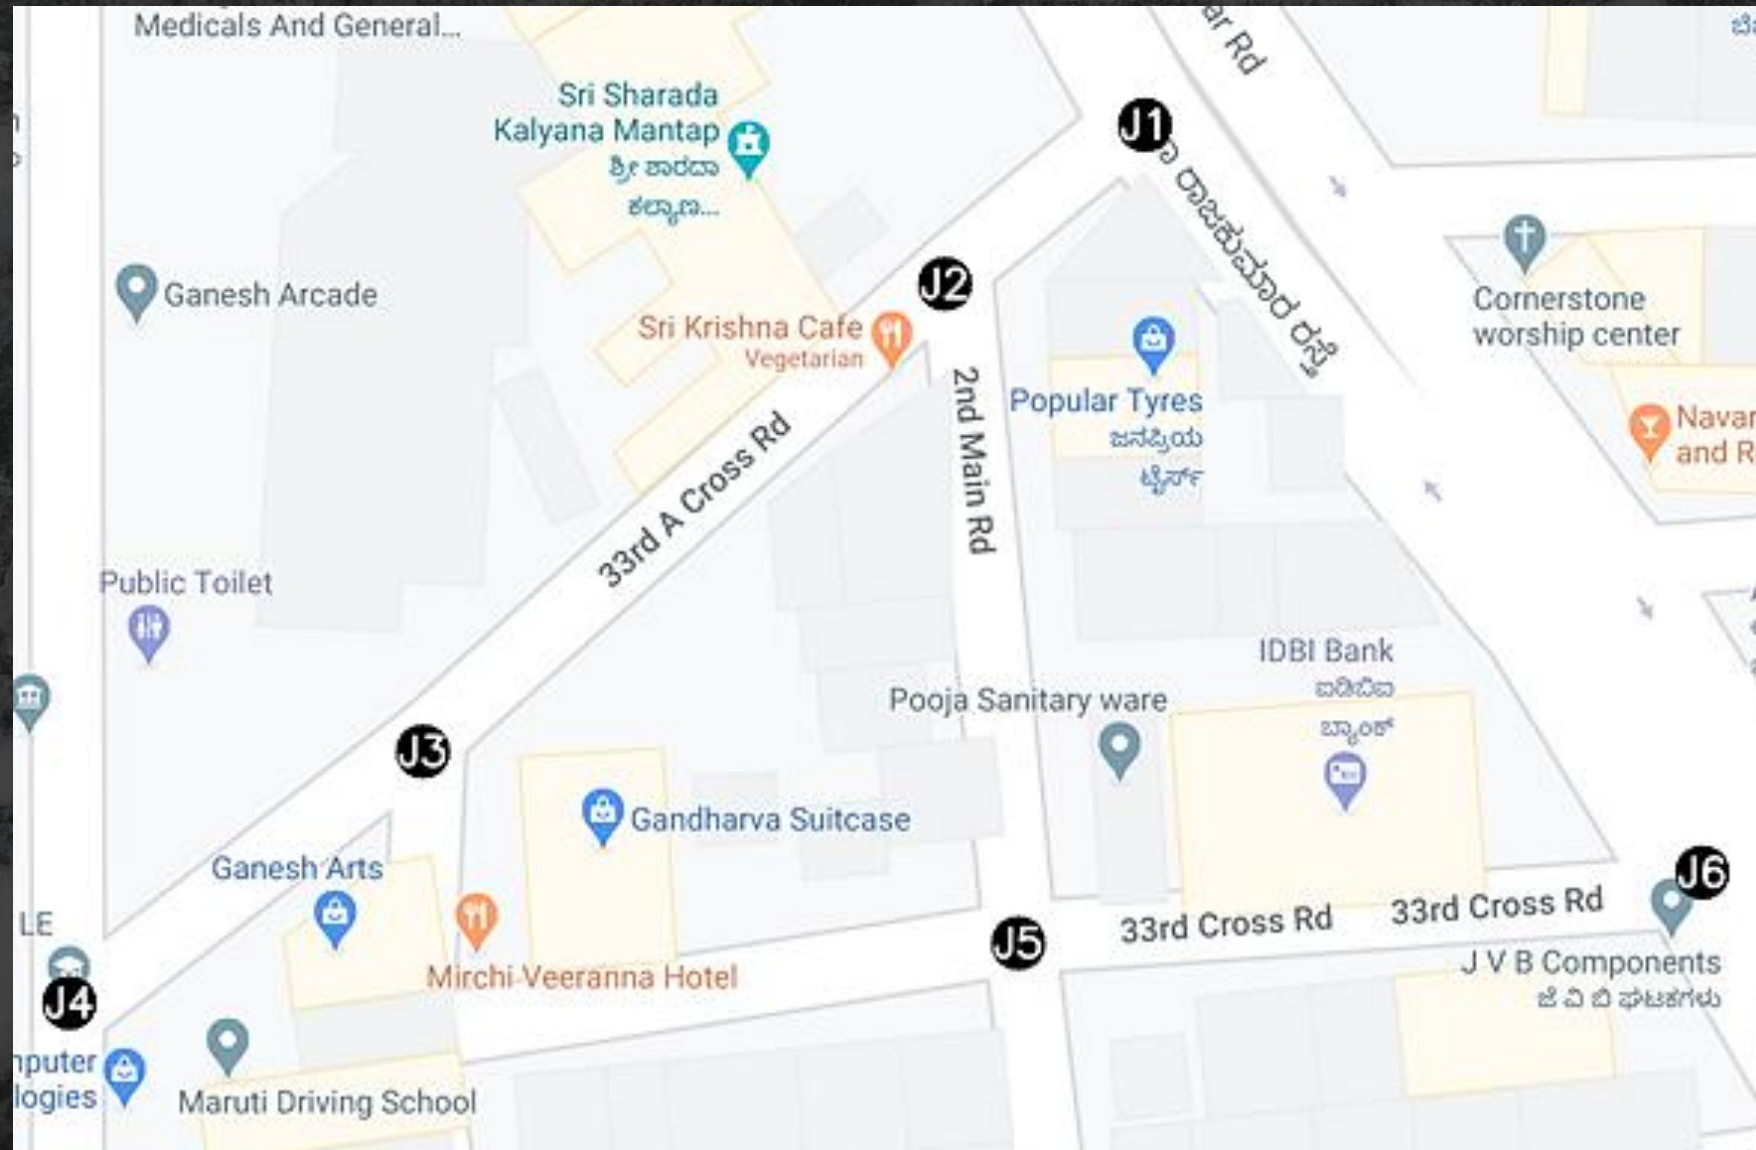 Medicals And General...
ar Rd
J1
Sri Sharada
Kalyana Mantap
ಶ್ರೀ ಶಾರದಾ
ಕಲ್ಯಾಣ...
ರಾಜಕುಮಾರ ರಸ್ತೆ
Ganesh Arcade
J2
Cornerstone
worship center
Sri Krishna Cafe
Vegetarian
2nd Main Rd
Popular Tyres
ಜನಪ್ರಿಯ
ಟೈರ್ಸ್
Navar
and R
33rd A Cross Rd
Public Toilet
IDBI Bank
ಐಡಿಬಿಐ
ಬ್ಯಾಂಕ್
Pooja Sanitary ware
J3
Gandharva Suitcase
Ganesh Arts
J6
33rd Cross Rd
33rd Cross Rd
LE
J5
Mirchi Veeranna Hotel
J V B Components
ಜೆ ವಿ ಬಿ ಘಟಕಗಳು
J4
nputer
logies
Maruti Driving School